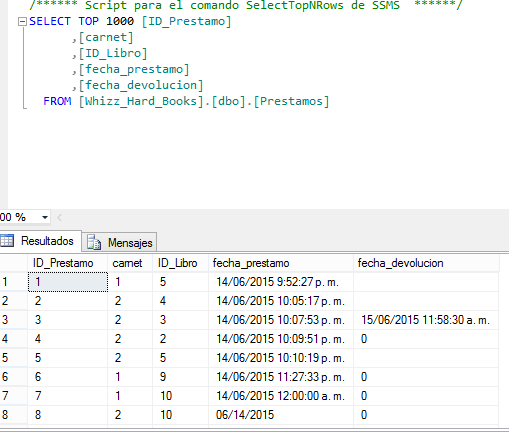 /****** Script para el comando SelectTopNRows de SSMS  ******/
SELECT TOP 1000 [ID_Prestamo]
,[carnet]
,[ID_Libro]
,[fecha_prestamo]
,[fecha_devolucion]
FROM [Whizz_Hard_Books].[dbo].[Prestamos]
00 %
Resultados Mensajes
ID_Prestamo carnet ID_Libro fecha_prestamo fecha_devolucion
1 1 1 5 14/06/2015 9:52:27 p. m.
2 2 2 4 14/06/2015 10:05:17 p. m.
3 3 2 3 14/06/2015 10:07:53 p. m. 15/06/2015 11:58:30 a. m.
4 4 2 2 14/06/2015 10:09:51 p. m. 0
5 5 2 5 14/06/2015 10:10:19 p. m.
6 6 1 9 14/06/2015 11:27:33 p. m. 0
7 7 1 10 14/06/2015 12:00:00 a. m. 0
8 8 2 10 06/14/2015 0